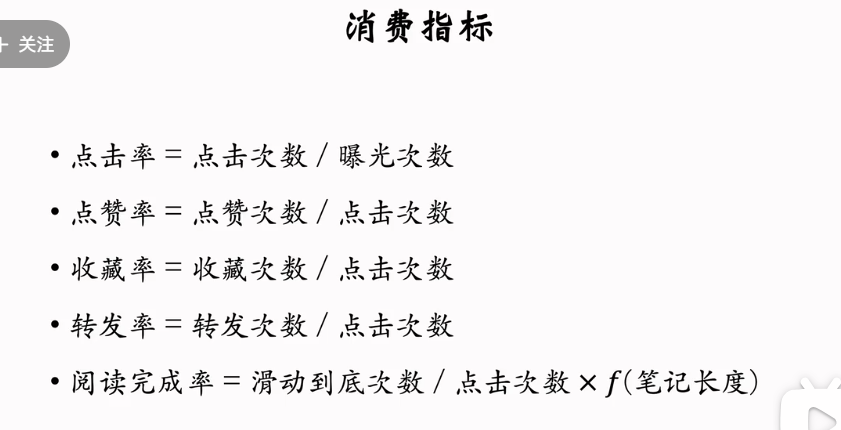 消费指标
+ 关注
• 点击率 = 点击次数 / 曝光次数
• 点赞率 = 点赞次数 / 点击次数
• 收藏率 = 收藏次数 / 点击次数
• 转发率 = 转发次数 / 点击次数
• 阅读完成率 = 滑动到底次数 / 点击次数 × f(笔记长度)